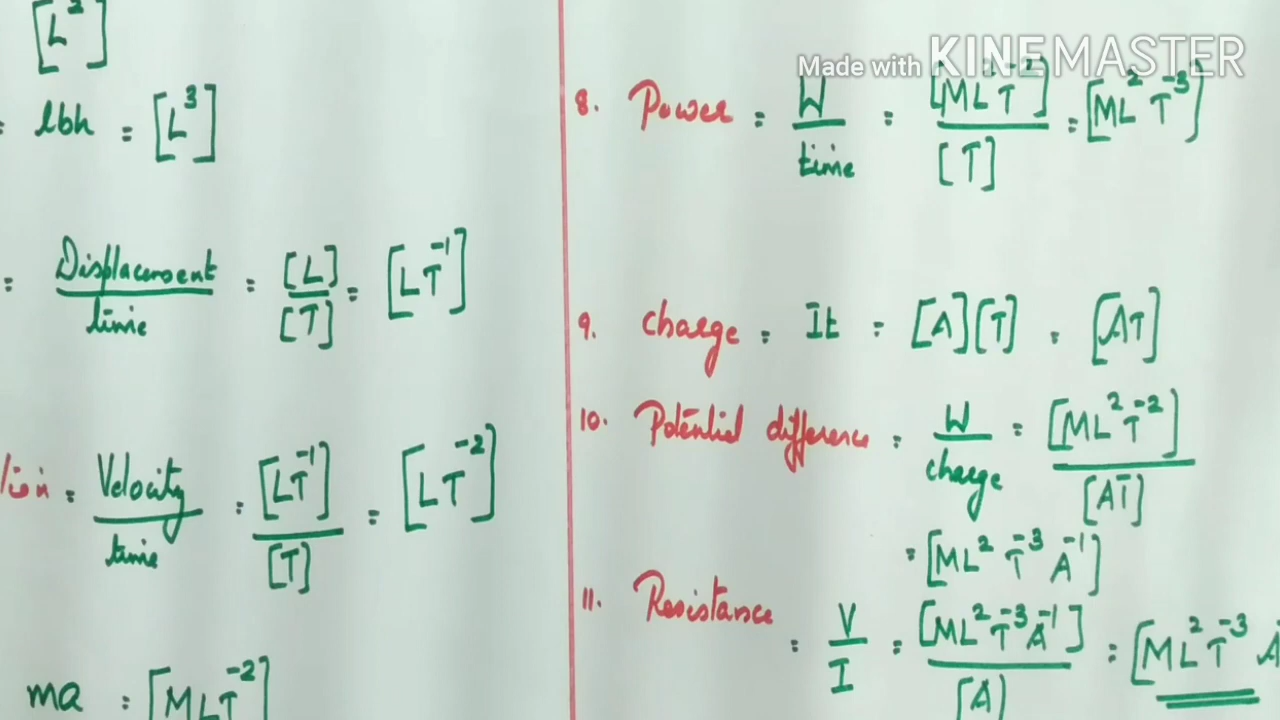 [L²]
= lbh = [L³]
= Displacement/time = [L]/[T] = [LT⁻¹]
= Velocity/time = [LT⁻¹]/[T] = [LT⁻²]
ma = [MLT⁻²]
Made with KINEMASTER
8. Power = W/time = [ML²T⁻²]/[T] = [ML²T⁻³]
9. Charge = It = [A][T] = [AT]
10. Potential difference = W/charge = [ML²T⁻²]/[AT]
= [ML²T⁻³A⁻¹]
11. Resistance = V/I = [ML²T⁻³A⁻¹]/[A] = [ML²T⁻³A